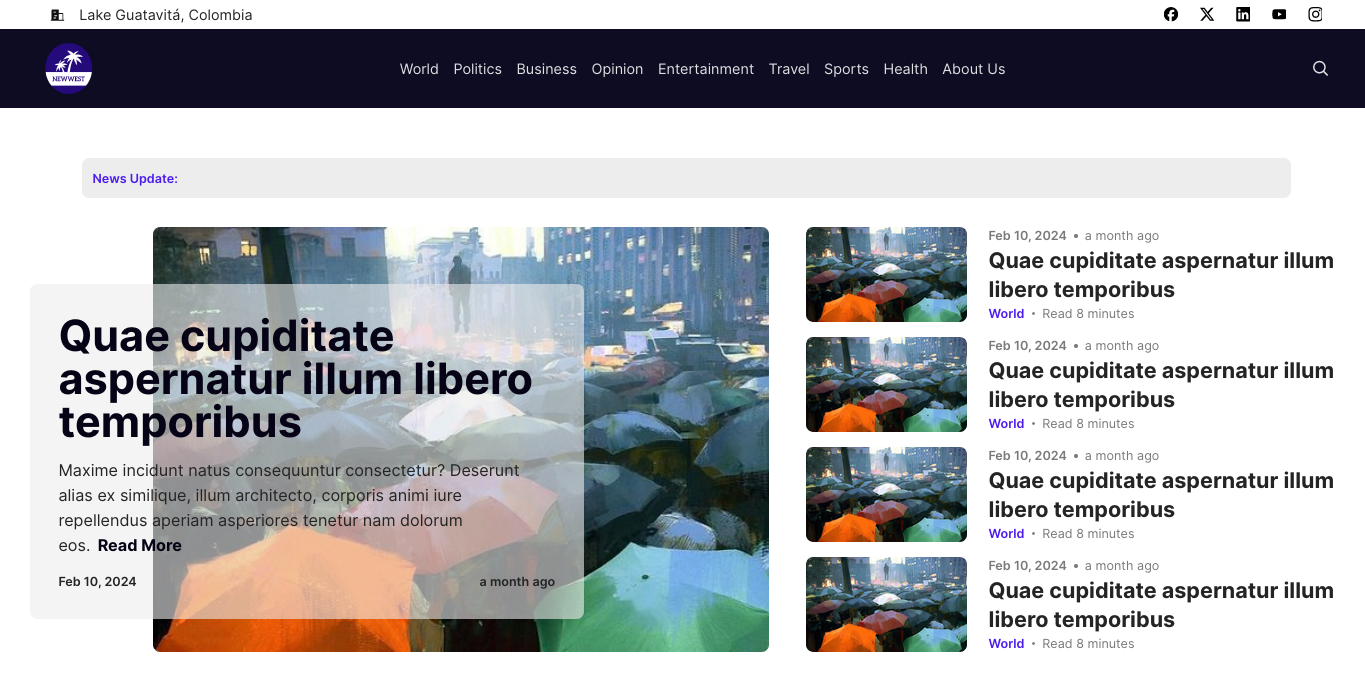 Lake Guatavitá, Colombia
NEWWEST
World Politics Business Opinion Entertainment Travel Sports Health About Us
News Update:
Quae cupiditate
aspernatur illum libero
temporibus
Maxime incidunt natus consequuntur consectetur? Deserunt
alias ex similique, illum architecto, corporis animi iure
repellendus aperiam asperiores tenetur nam dolorum
eos. Read More
Feb 10, 2024 a month ago
Feb 10, 2024 • a month ago
Quae cupiditate aspernatur illum
libero temporibus
World • Read 8 minutes
Feb 10, 2024 • a month ago
Quae cupiditate aspernatur illum
libero temporibus
World • Read 8 minutes
Feb 10, 2024 • a month ago
Quae cupiditate aspernatur illum
libero temporibus
World • Read 8 minutes
Feb 10, 2024 • a month ago
Quae cupiditate aspernatur illum
libero temporibus
World • Read 8 minutes